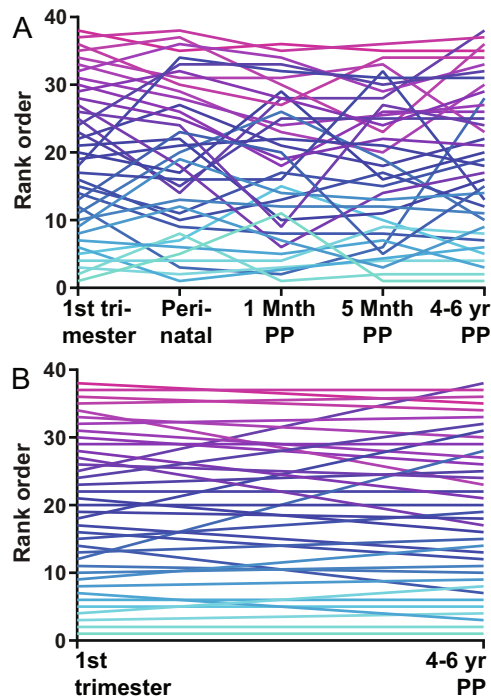 A
Rank order
40
30
20
10
0
1st tri- Peri- 1 Mnth 5 Mnth 4-6 yr
mester natal PP PP PP
B
Rank order
40
30
20
10
0
1st 4-6 yr
trimester PP